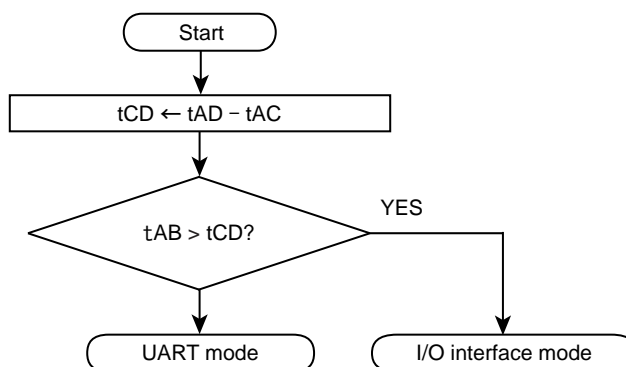 Start
tCD ← tAD − tAC
tAB > tCD?
YES
UART mode
I/O interface mode